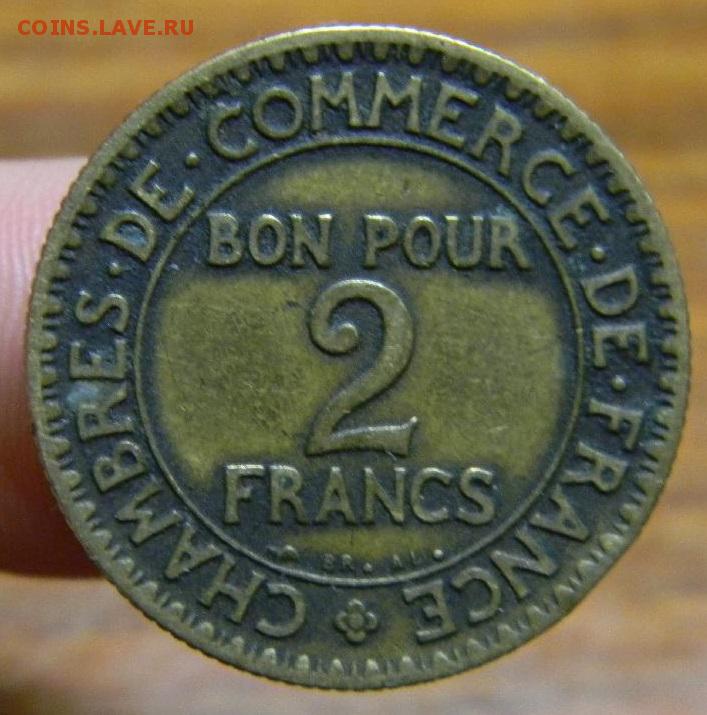 COINS.LAVE.RU
CHAMBRES·DE·COMMERCE·DE·FRANCE
BON POUR
2
FRANCS
BR. AL.